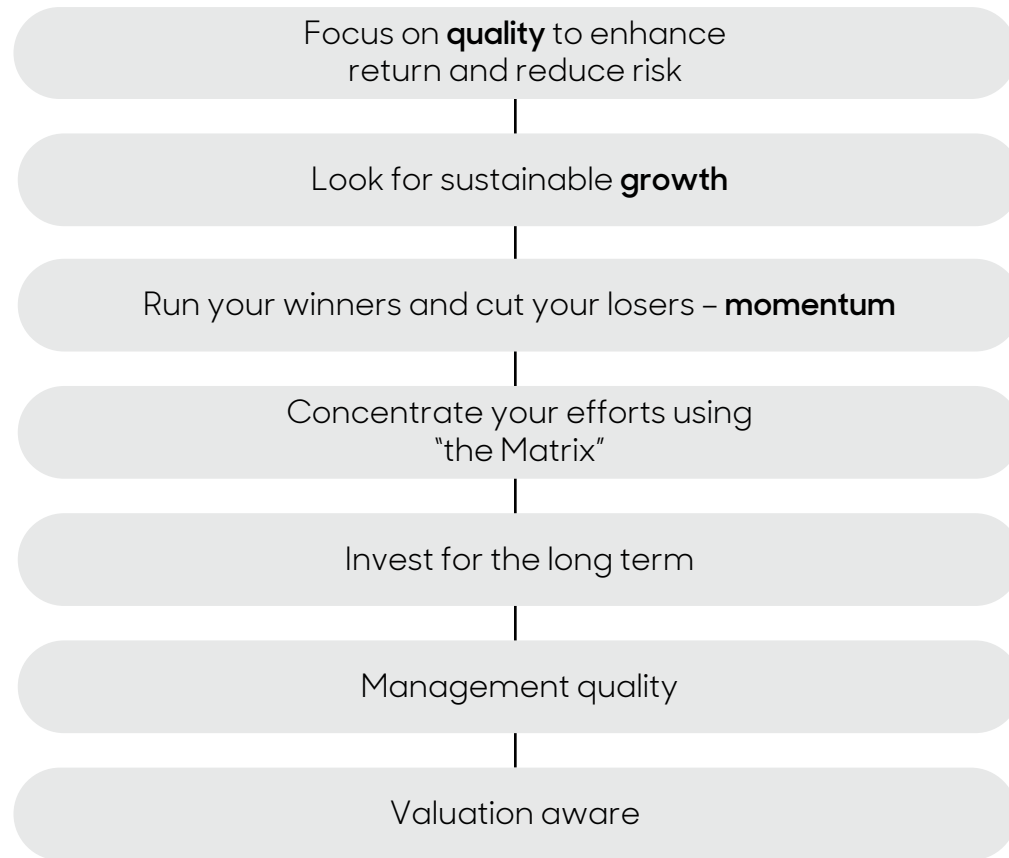 Focus on quality to enhance
return and reduce risk
Look for sustainable growth
Run your winners and cut your losers – momentum
Concentrate your efforts using
“the Matrix”
Invest for the long term
Management quality
Valuation aware